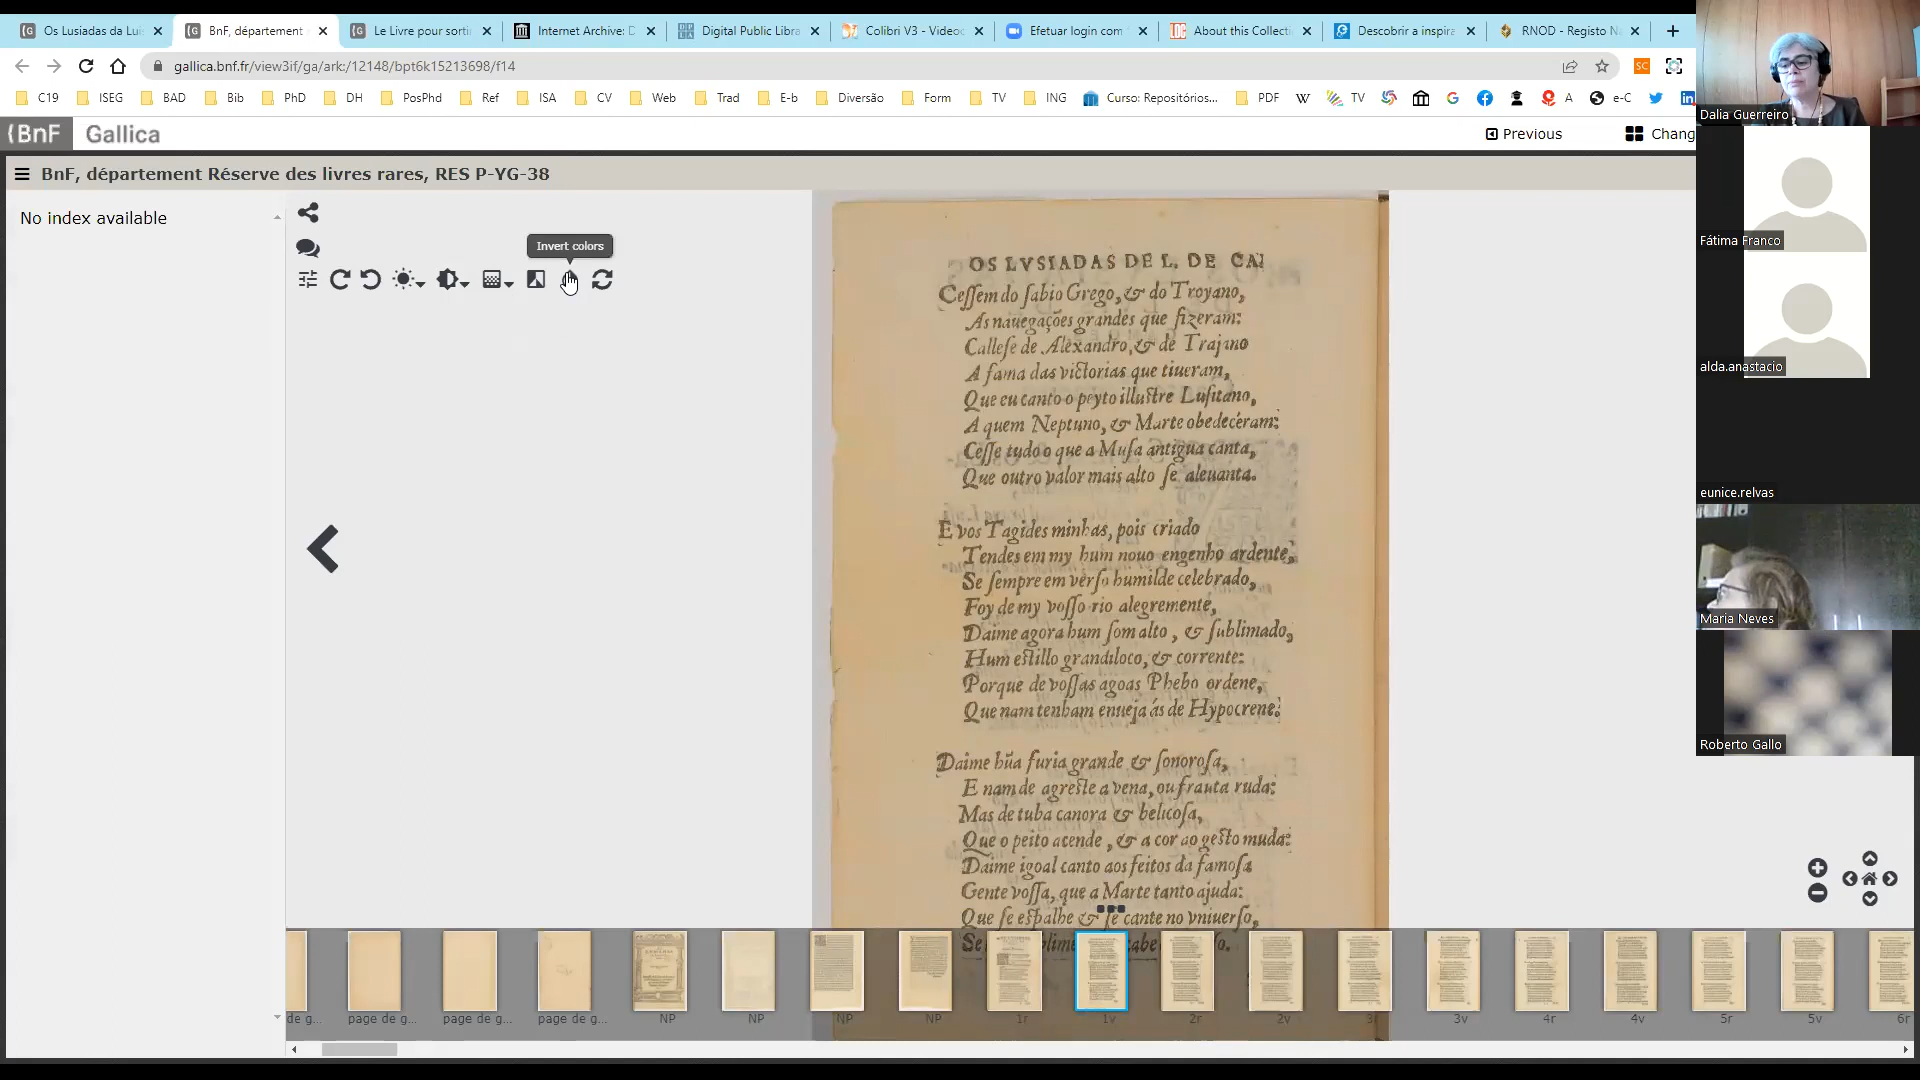 Os Lusiadas da Lui
BnF, département
Le Livre pour sorti
Internet Archive: D
Digital Public Libra
Colibri V3 - Videoc
Efetuar login com
About this Collecti
Descobrir a inspira
RNOD - Registo N
gallica.bnf.fr/view3if/ga/ark:/12148/bpt6k15213698/f14
C19 ISEG BAD Bib PhD DH PosPhd Ref ISA CV Web Trad E-b Diversão Form TV ING Curso: Repositórios... PDF W TV A e-C
BnF Gallica
Previous
Chang
BnF, département Réserve des livres rares, RES P-YG-38
No index available
Invert colors
OS LVSIADAS DE L. DE CA
Ceſſem do ſabio Grego, & do Troyano,
As nauegações grandes que fizeram:
Calleſe de Alexandro, & de Trajano
A fama das victorias que tiueram,
Que eu canto o peyto illuſtre Luſitano,
A quem Neptuno, & Marte obedeceram:
Ceſſe tudo o que a Muſa antigua canta,
Que outro valor mais alto ſe aleuanta.
E vos Tagides minhas, pois criado
Tendes em my hum nouo engenho ardente,
Se ſempre em verſo humilde celebrado,
Foy de my voſſo rio alegremente,
Daime agora hum ſom alto, & ſublimado,
Hum eſtillo grandiloco, & corrente:
Porque de voſſas agoas Phebo ordene,
Que nam tenham enueja ás de Hypocrene.
Daime hũa furia grande & ſonoroſa,
E nam de agreſte a vena, ou frauta ruda:
Mas de tuba canora & belicoſa,
Que o peito acende, & a cor ao geſto muda:
Daime igoal canto aos feitos da famoſa
Gente voſſa, que a Marte tanto ajuda:
Que ſe eſpalhe & ſe cante no vniuerſo,
Se
de g...
page de g...
page de g...
page de g...
NP
NP
NP
NP
1r
1v
2r
2v
3r
3v
4r
4v
5r
5v
6r
Dalia Guerreiro
Fátima Franco
alda.anastacio
eunice.relvas
Maria Neves
Roberto Gallo